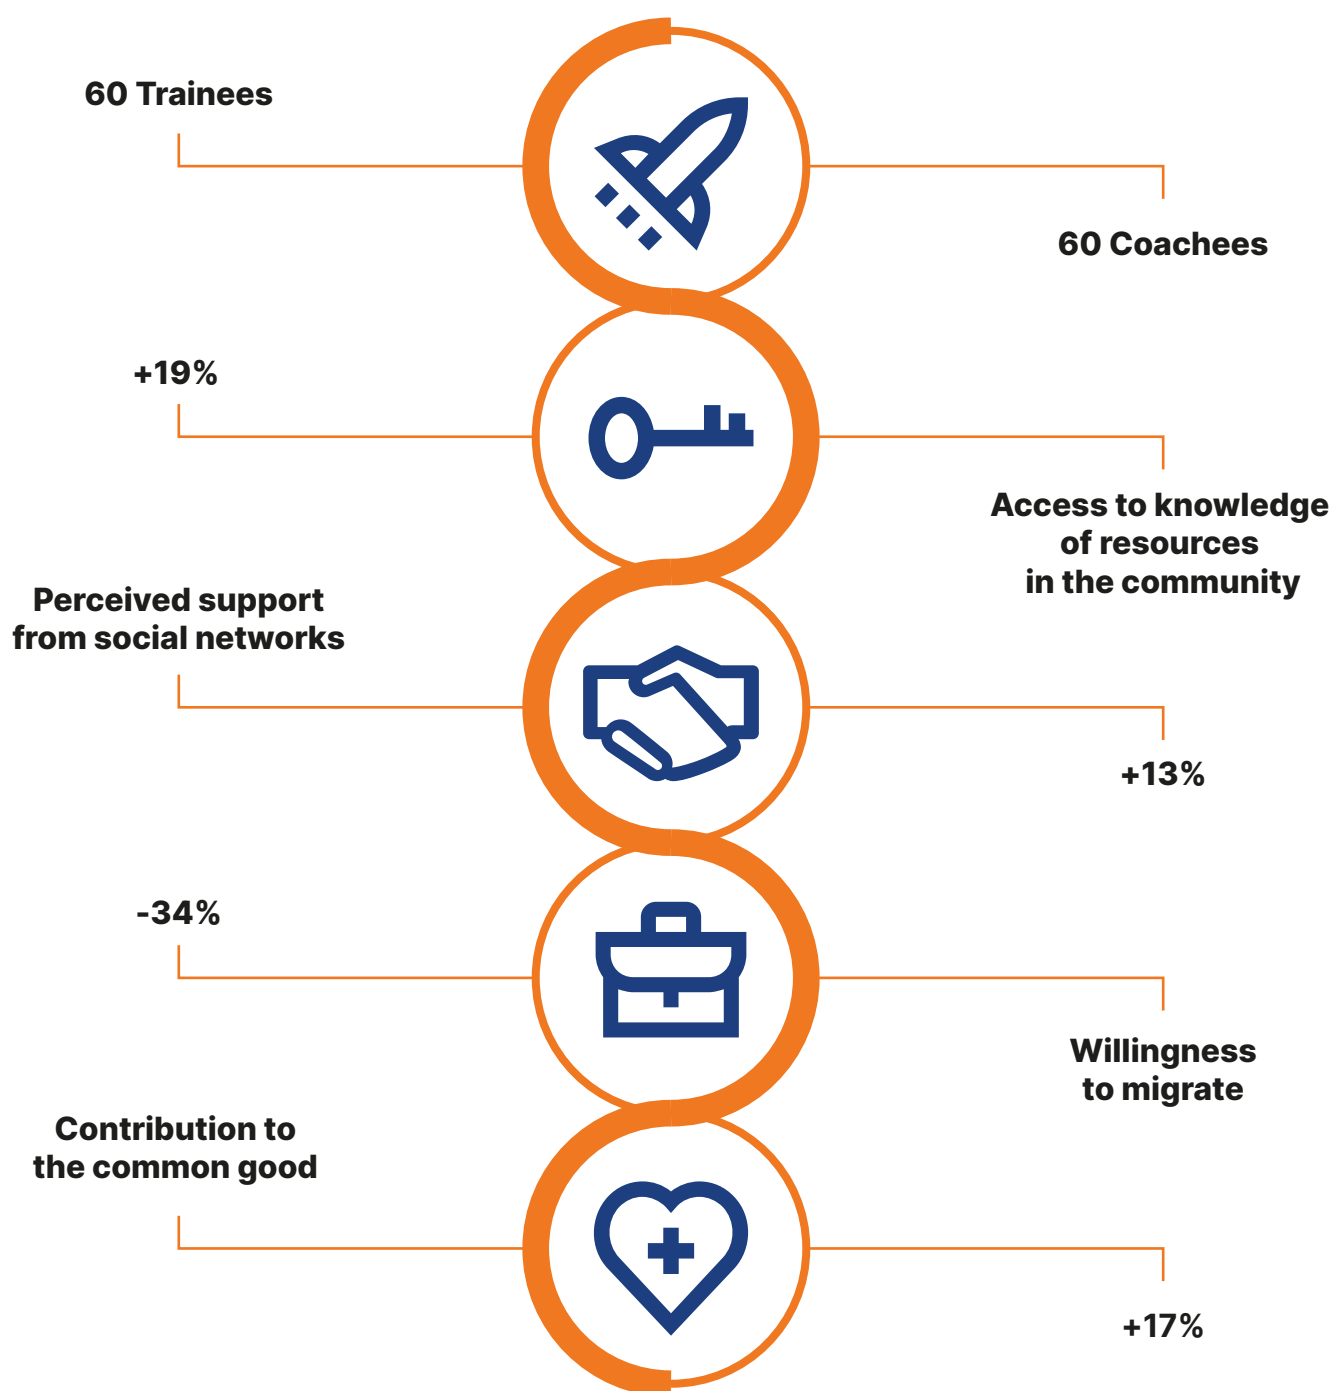 60 Trainees
60 Coachees
+19%
Access to knowledge
of resources
in the community
Perceived support
from social networks
+13%
-34%
Willingness
to migrate
Contribution to
the common good
+17%